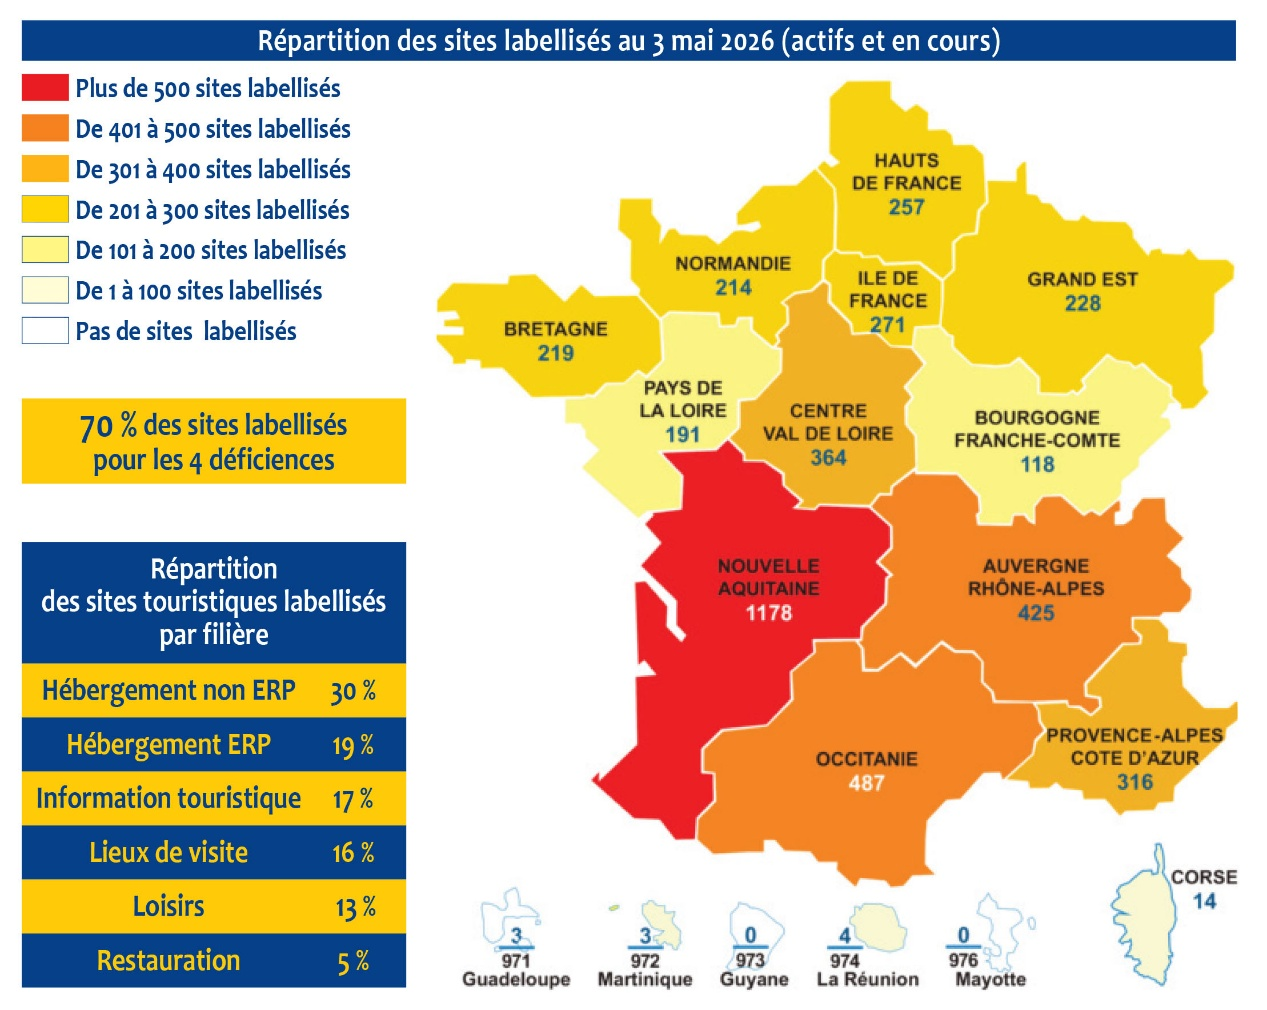 Répartition des sites labellisés au 3 mai 2026 (actifs et en cours)
Plus de 500 sites labellisés
De 401 à 500 sites labellisés
De 301 à 400 sites labellisés
De 201 à 300 sites labellisés
De 101 à 200 sites labellisés
De 1 à 100 sites labellisés
Pas de sites labellisés
70 % des sites labellisés
pour les 4 déficiences
Répartition
des sites touristiques labellisés
par filière
Hébergement non ERP 30 %
Hébergement ERP 19 %
Information touristique 17 %
Lieux de visite 16 %
Loisirs 13 %
Restauration 5 %
HAUTS
DE FRANCE
257
NORMANDIE
214
ILE DE
FRANCE
271
GRAND EST
228
BRETAGNE
219
PAYS DE
LA LOIRE
191
CENTRE
VAL DE LOIRE
364
BOURGOGNE
FRANCHE-COMTE
118
NOUVELLE
AQUITAINE
1178
AUVERGNE
RHÔNE-ALPES
425
OCCITANIE
487
PROVENCE-ALPES
COTE D'AZUR
316
CORSE
14
3
971
Guadeloupe
3
972
Martinique
0
973
Guyane
4
974
La Réunion
0
976
Mayotte